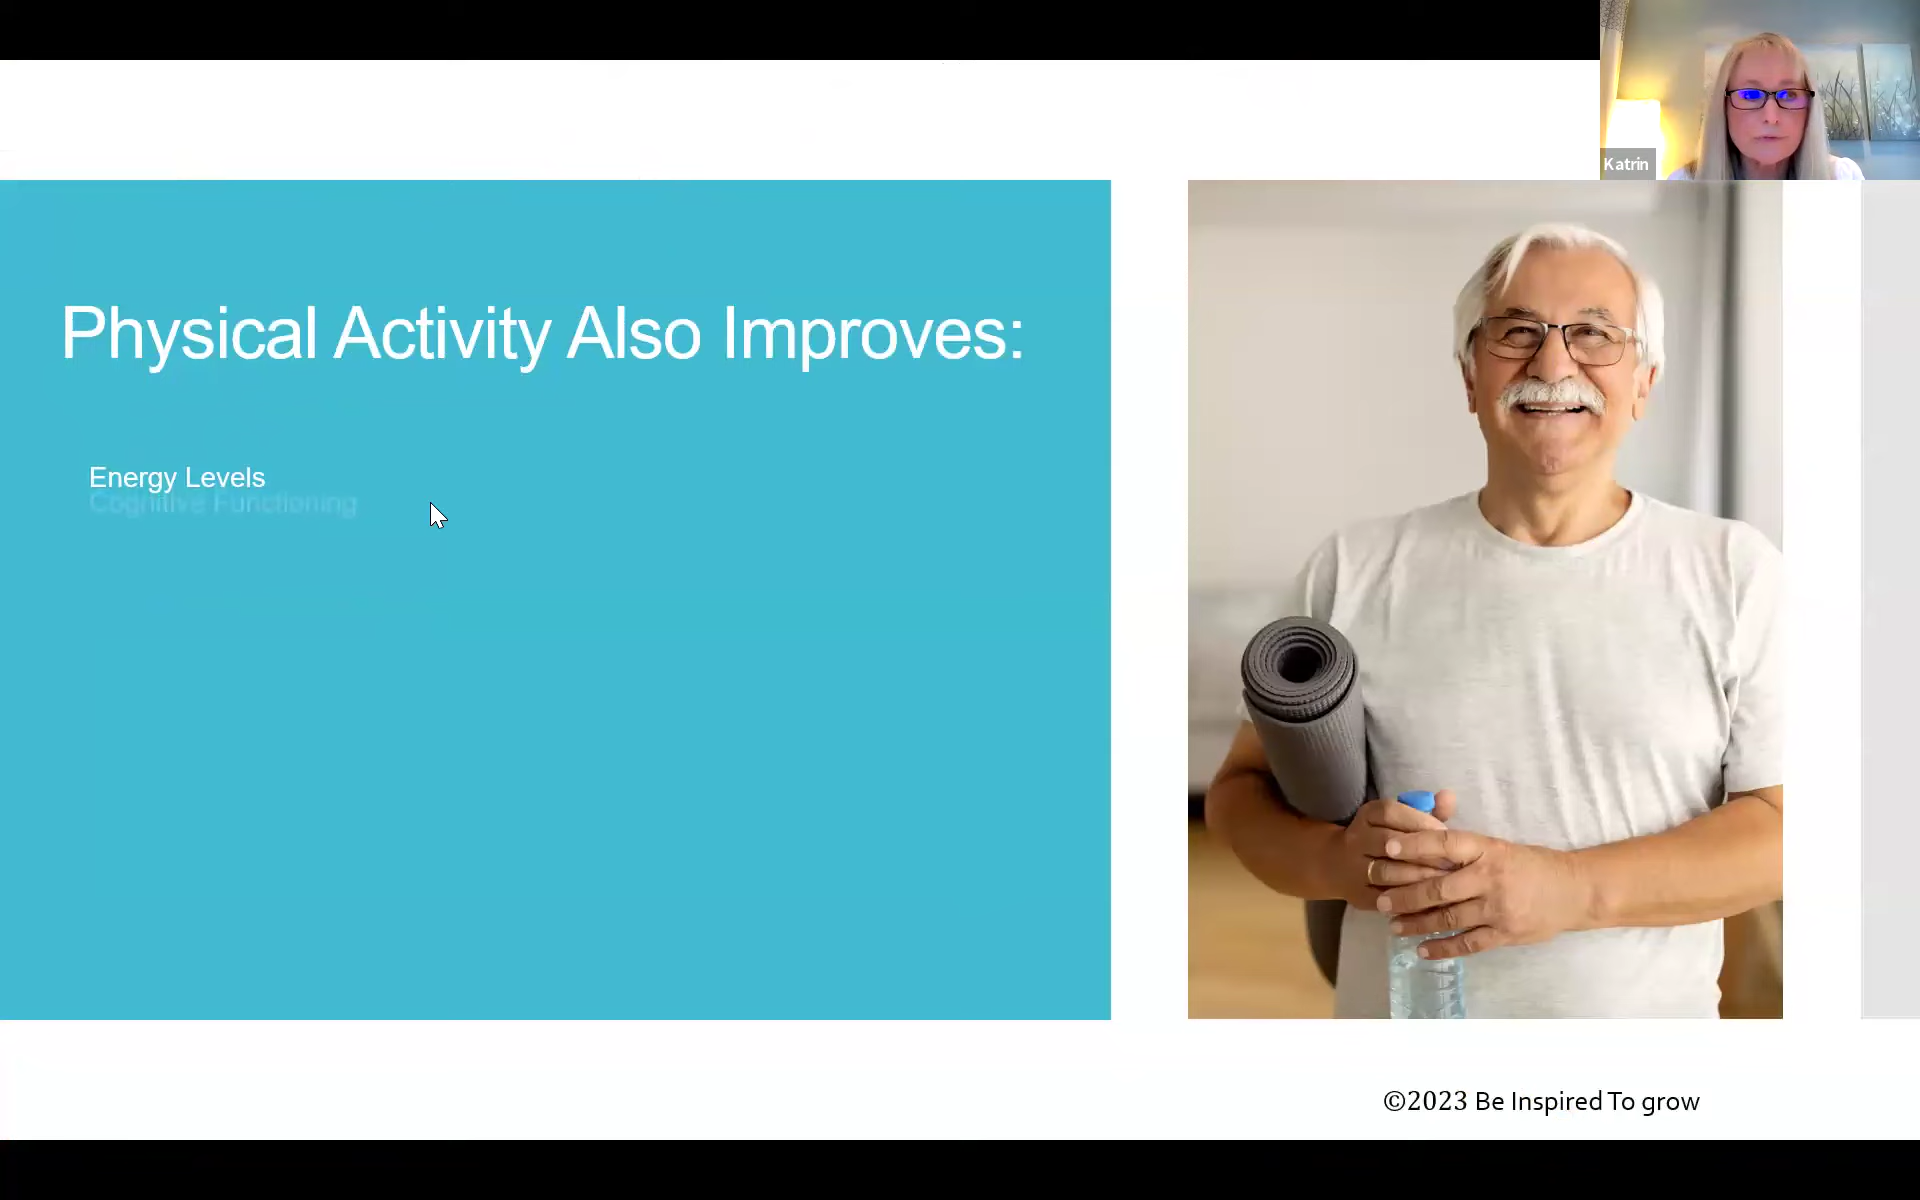 Katrin
Physical Activity Also Improves:
Energy Levels
Cognitive Functioning
©2023 Be Inspired To grow